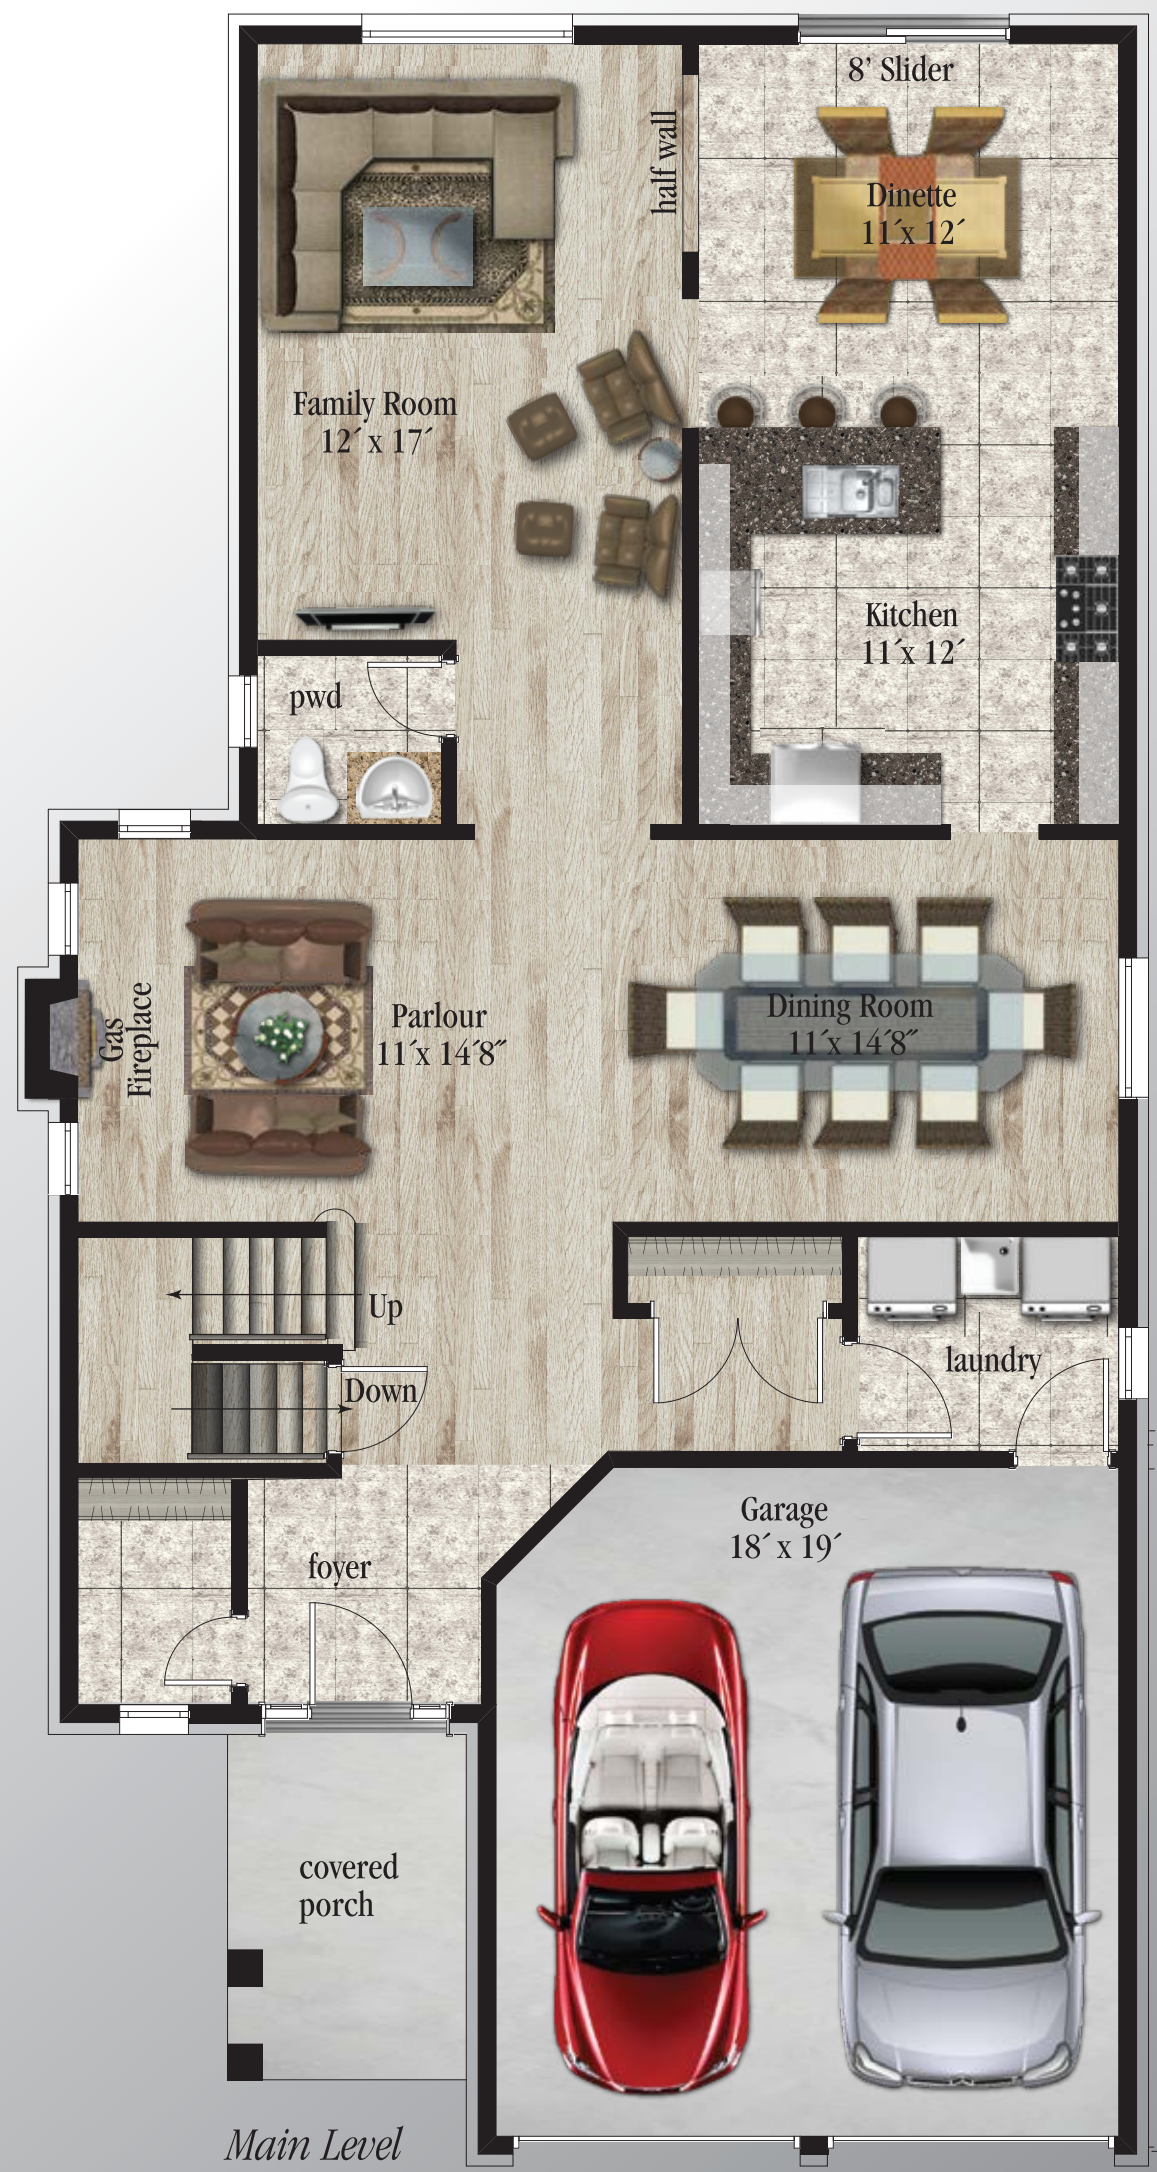 8’ Slider
half wall
Dinette
11´x 12´
Family Room
12´ x 17´
Kitchen
11´x 12´
pwd
Gas
Fireplace
Parlour
11´x 14´8˝
Dining Room
11´x 14´8˝
Up
Down
laundry
Garage
18´ x 19´
foyer
covered
porch
Main Level